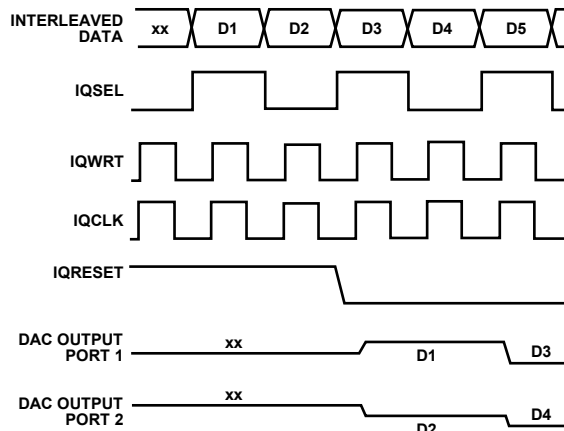 INTERLEAVED
DATA
xx D1 D2 D3 D4 D5
IQSEL
IQWRT
IQCLK
IQRESET
DAC OUTPUT
PORT 1
xx D1 D3
DAC OUTPUT
PORT 2
xx D2 D4